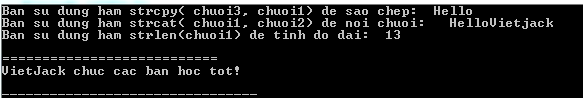 Ban su dung ham strcpy( chuoi3, chuoi1) de sao chep:  Hello
Ban su dung ham strcat( chuoi1, chuoi2) de noi chuoi:   HelloVietjack
Ban su dung ham strlen(chuoi1) de tinh do dai:  13

===========================
VietJack chuc cac ban hoc tot!

--------------------------------